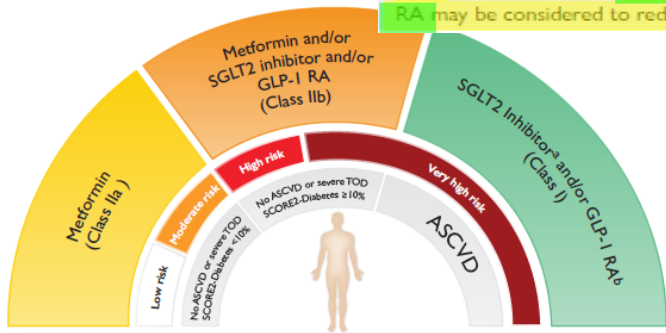 RA may be considered to red
Metformin and/or
SGLT2 inhibitor and/or
GLP-1 RA
(Class IIb)
Metformin
(Class IIa )
SGLT2 Inhibitorª and/or GLP-1 RAᵇ
(Class I)
Low risk
Moderate risk
High risk
Very high risk
No ASCVD or severe TOD
SCORE2-Diabetes <10%
No ASCVD or severe TOD
SCORE2-Diabetes ≥10%
ASCVD